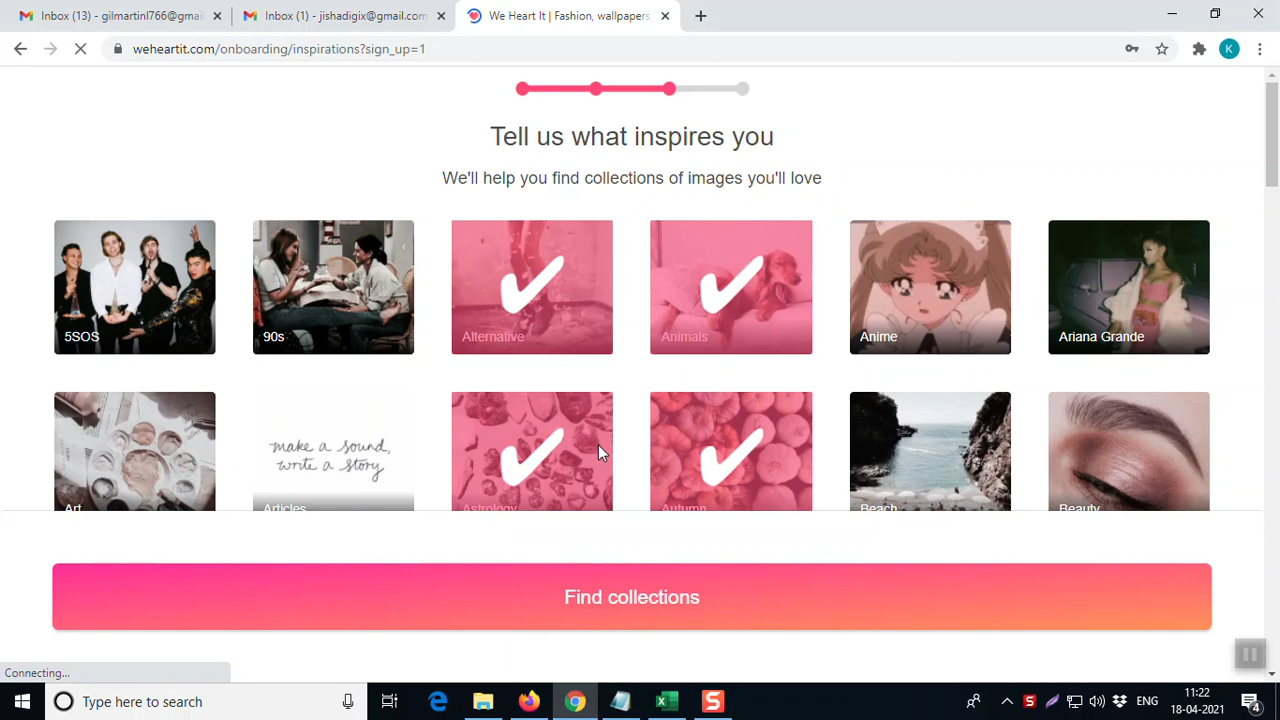 Inbox (13) - gilmartinl766@gmai
Inbox (1) - jishadigix@gmail.com
We Heart It | Fashion, wallpapers,
weheartit.com/onboarding/inspirations?sign_up=1
K
Tell us what inspires you
We'll help you find collections of images you'll love
5SOS
90s
Alternative
Animals
Anime
Ariana Grande
make a sound,
write a story
Art
Articles
Astrology
Autumn
Beach
Beauty
Find collections
Connecting...
Type here to search
ENG
11:22
18-04-2021
4